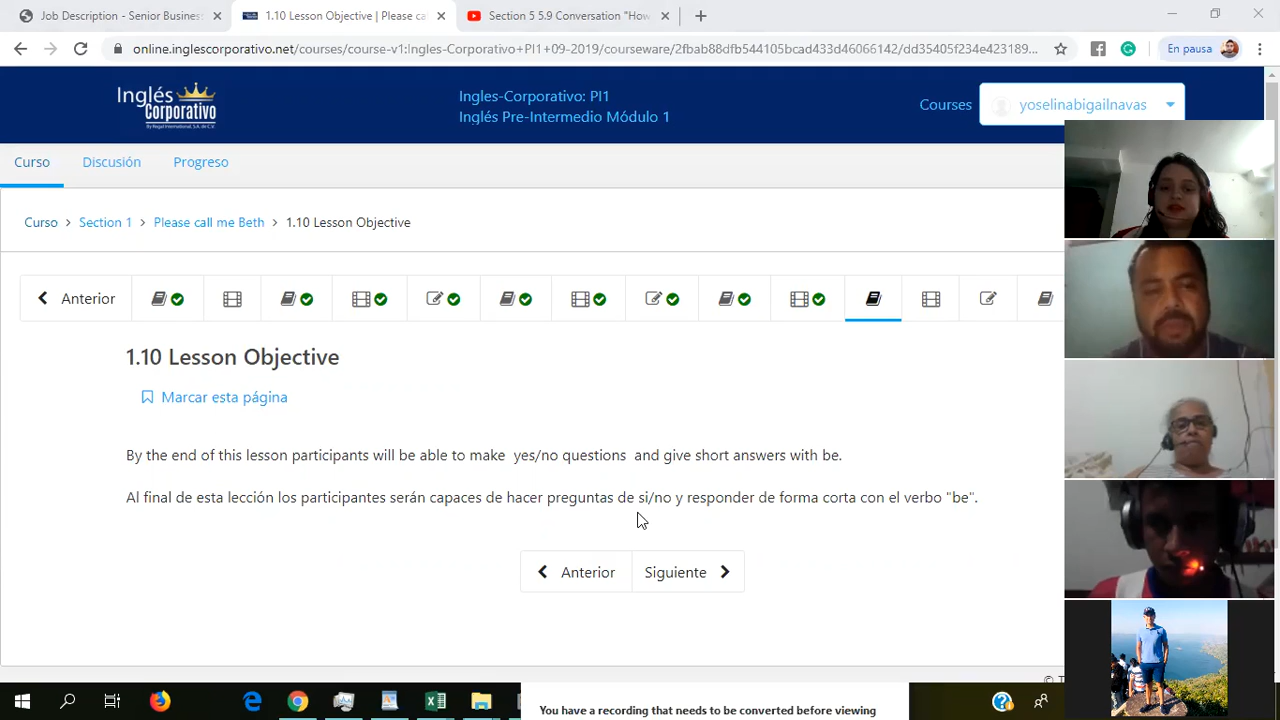 Job Description - Senior Busines
1.10 Lesson Objective | Please ca
Section 5 5.9 Conversation "How
online.inglescorporativo.net/courses/course-v1:Ingles-Corporativo+PI1+09-2019/courseware/2fbab88dfb544105bcad433d46066142/dd35405f234e423189...
En pausa
Inglés
Corporativo
By Regal International, S.A. de C.V.
Ingles-Corporativo: PI1
Inglés Pre-Intermedio Módulo 1
Courses
yoselinabigailnavas
Curso
Discusión
Progreso
Curso > Section 1 > Please call me Beth > 1.10 Lesson Objective
Anterior
1.10 Lesson Objective
Marcar esta página
By the end of this lesson participants will be able to make yes/no questions and give short answers with be.
Al final de esta lección los participantes serán capaces de hacer preguntas de si/no y responder de forma corta con el verbo "be".
Anterior
Siguiente
You have a recording that needs to be converted before viewing